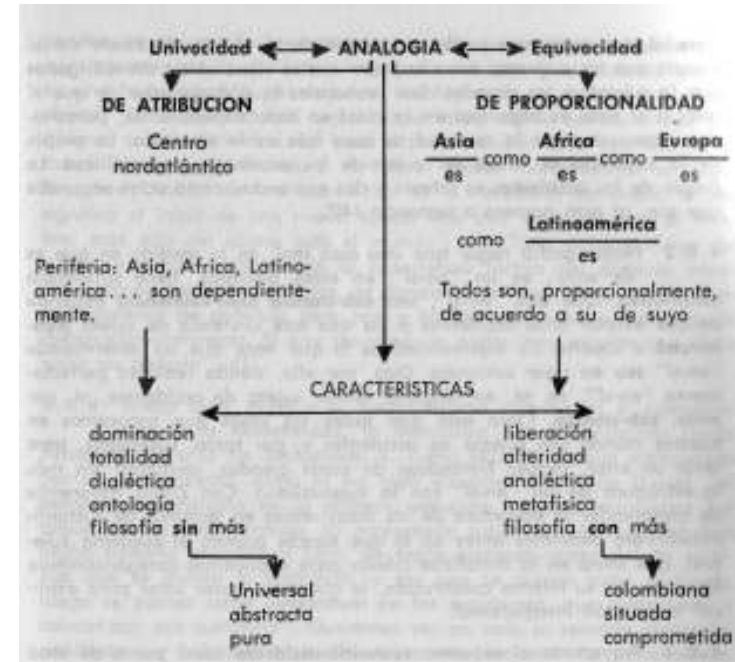 Univocidad ANALOGIA Equivocidad
DE ATRIBUCION
Centro
nordatlántica
Periferia: Asia, Africa, Latino-
américa... son dependiente-
mente.
DE PROPORCIONALIDAD
Asia como Africa como Europa
es es es
como Latinoamérica
es
Todos son, proporcionalmente,
de acuerdo a su de suyo
CARACTERISTICAS
dominación
totalidad
dialéctica
ontología
filosofía sin más
Universal
abstracta
pura
liberación
alteridad
analéctica
metafísica
filosofía con más
colombiana
situada
comprometida